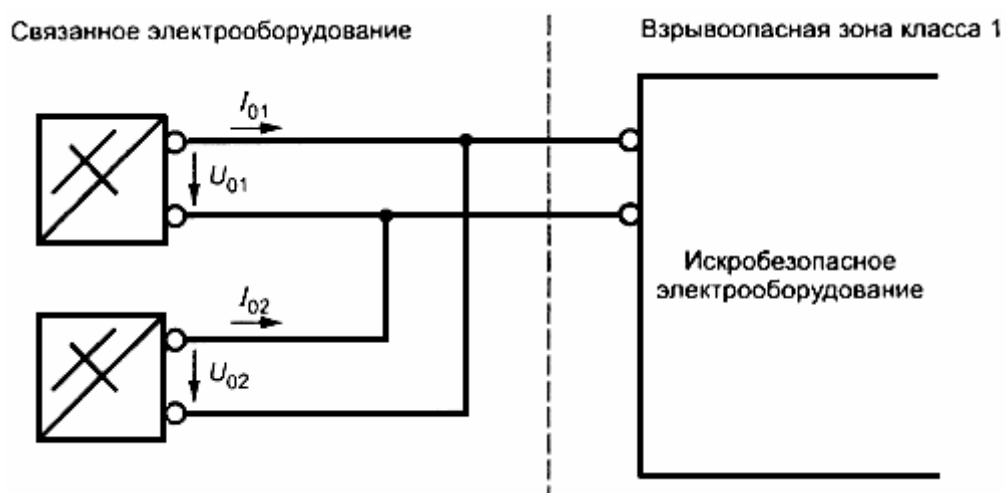 Связанное электрооборудование
Взрывоопасная зона класса 1
I01
U01
I02
U02
Искробезопасное
электрооборудование